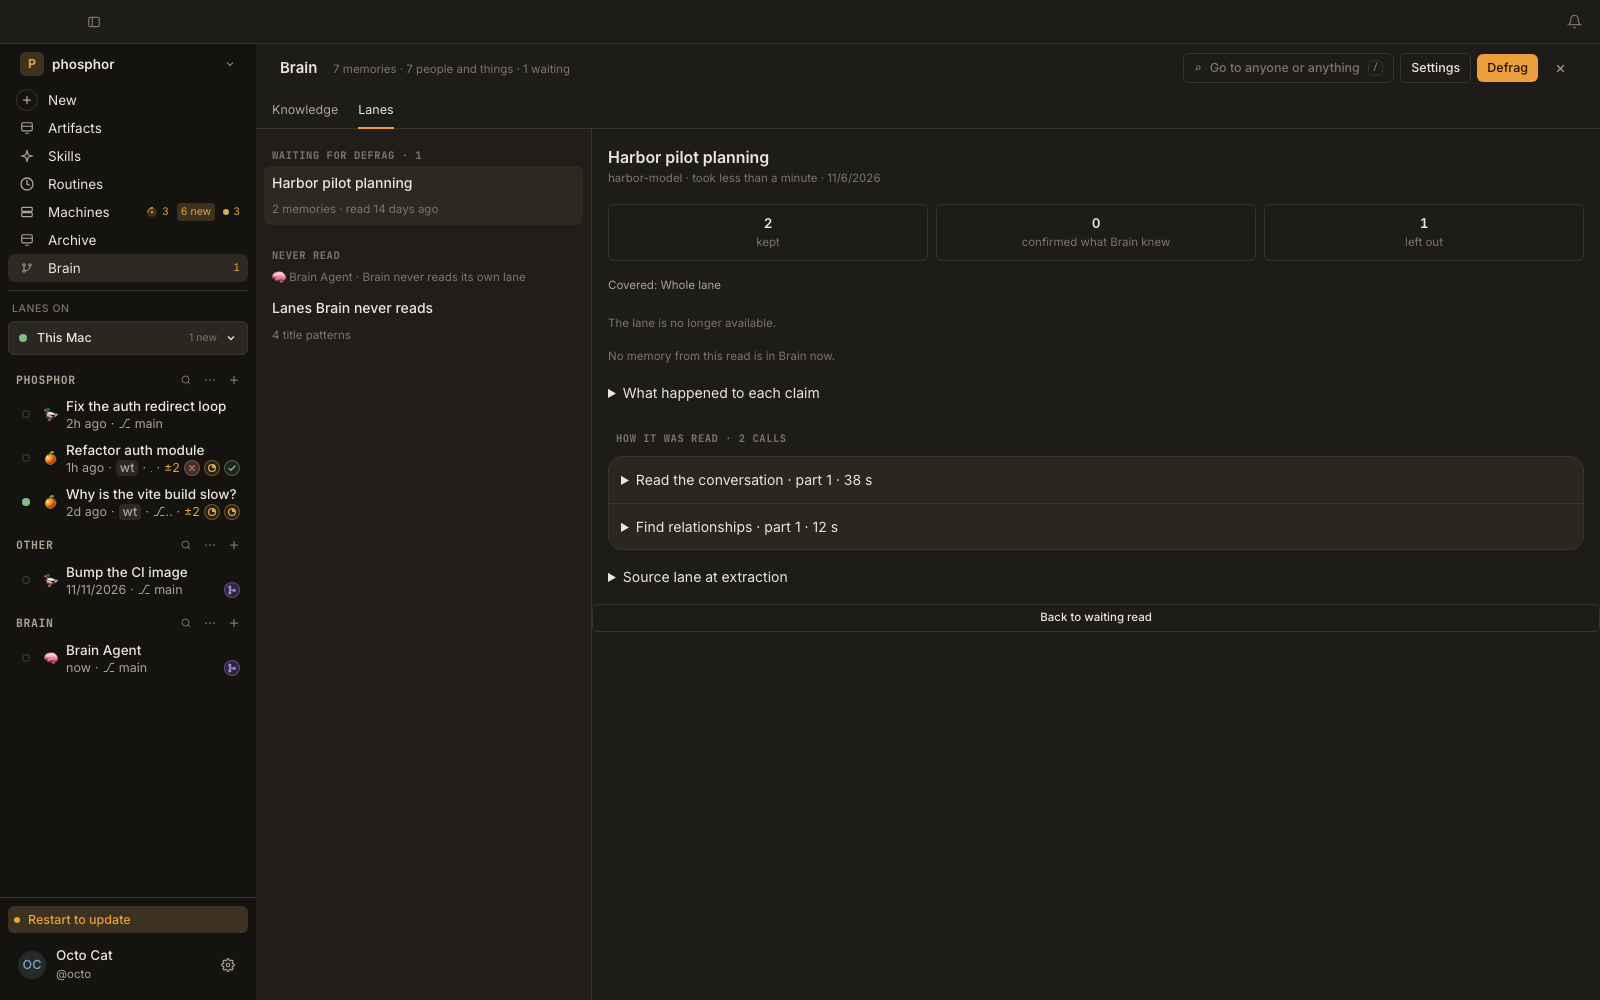 P phosphor
New
Artifacts
Skills
Routines
Machines 3 6 new 3
Archive
Brain 1
LANES ON
This Mac 1 new
PHOSPHOR
Fix the auth redirect loop
2h ago · ⎇ main
Refactor auth module
1h ago · wt · . · ±2
Why is the vite build slow?
2d ago · wt · ⎇.. · ±2
OTHER
Bump the CI image
11/11/2026 · ⎇ main
BRAIN
Brain Agent
now · ⎇ main
Restart to update
OC Octo Cat
@octo
Brain 7 memories · 7 people and things · 1 waiting
Go to anyone or anything /
Settings
Defrag
Knowledge Lanes
WAITING FOR DEFRAG · 1
Harbor pilot planning
2 memories · read 14 days ago
NEVER READ
🧠 Brain Agent · Brain never reads its own lane
Lanes Brain never reads
4 title patterns
Harbor pilot planning
harbor-model · took less than a minute · 11/6/2026
2
kept
0
confirmed what Brain knew
1
left out
Covered: Whole lane
The lane is no longer available.
No memory from this read is in Brain now.
▶ What happened to each claim
HOW IT WAS READ · 2 CALLS
▶ Read the conversation · part 1 · 38 s
▶ Find relationships · part 1 · 12 s
▶ Source lane at extraction
Back to waiting read